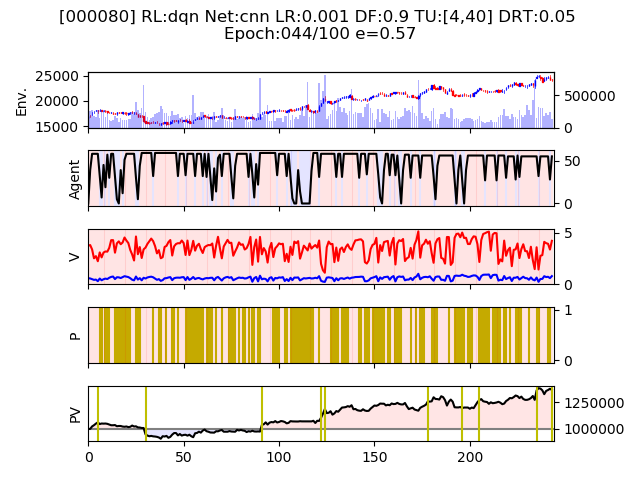 [000080] RL:dqn Net:cnn LR:0.001 DF:0.9 TU:[4,40] DRT:0.05
Epoch:044/100 e=0.57
Env.
25000
20000
15000
500000
0
Agent
50
0
V
5
0
P
1
0
PV
1250000
1000000
0
50
100
150
200